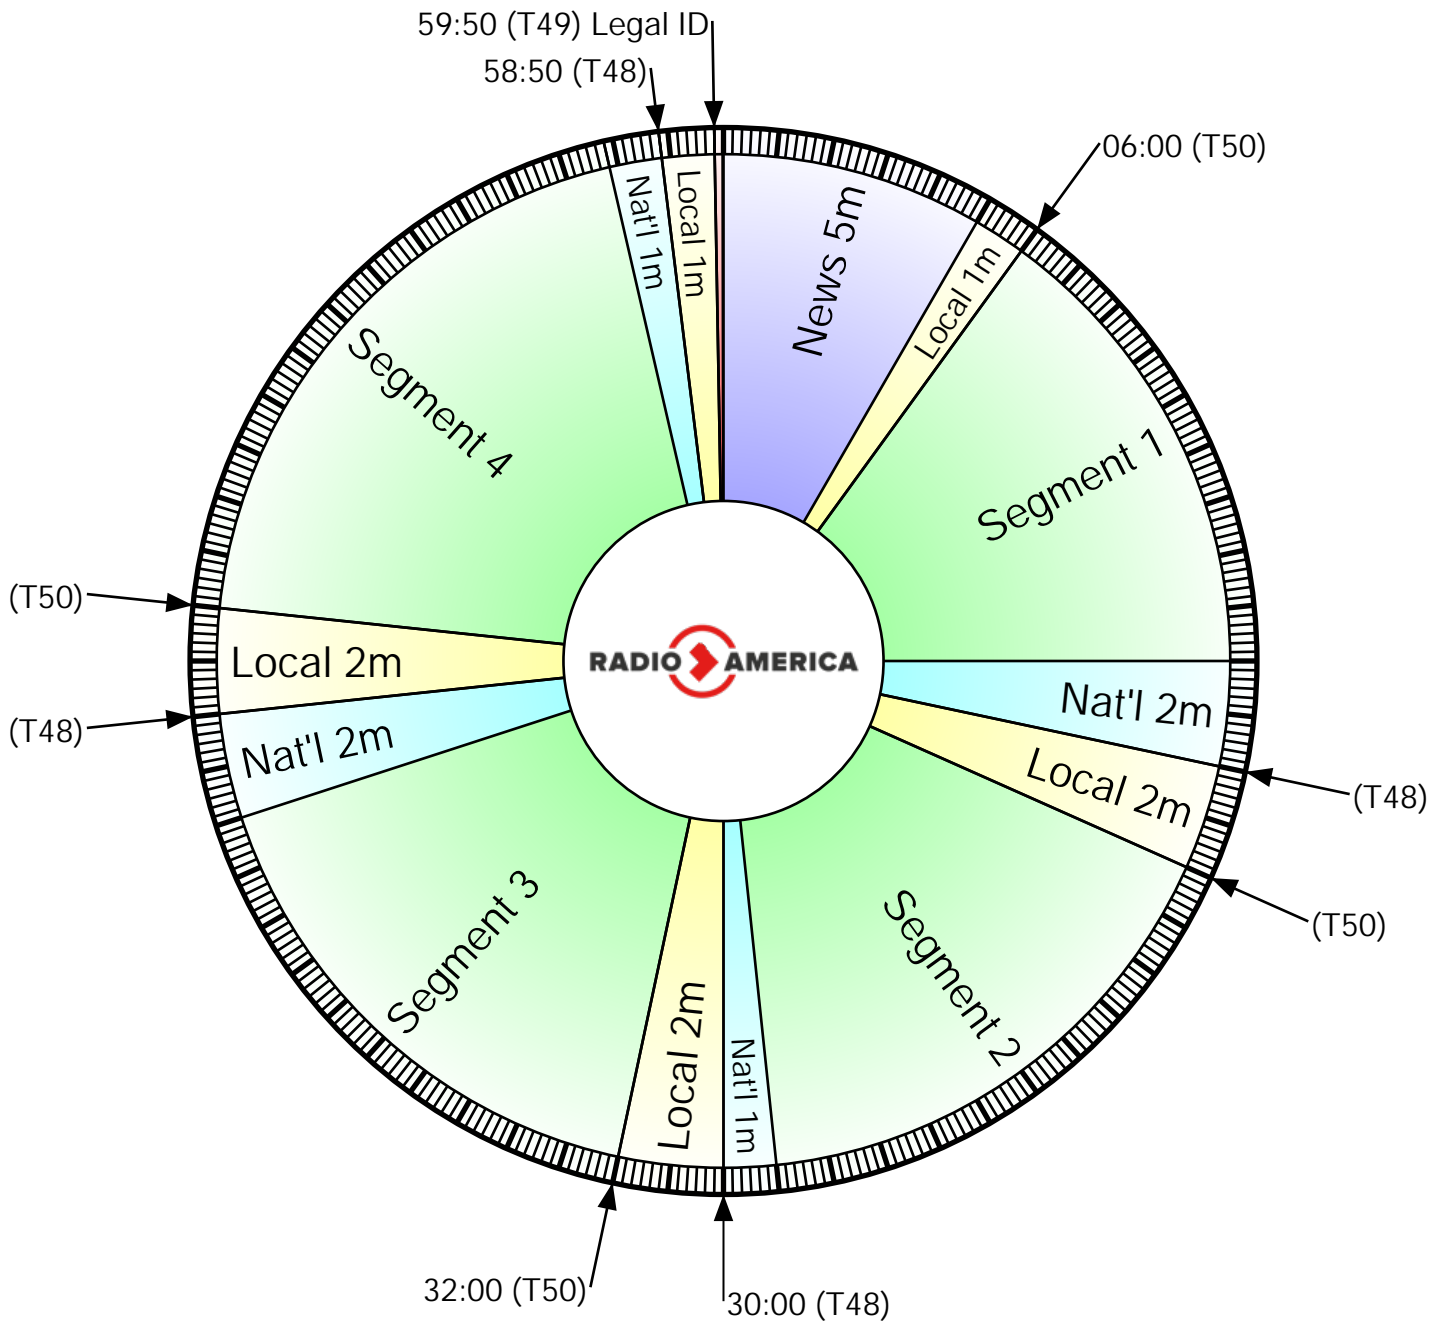 59:50 (T49) Legal ID
58:50 (T48)
06:00 (T50)
News 5m
Local 1m
Segment 1
Nat'l 2m
(T48)
Local 2m
(T50)
Segment 2
Nat'l 1m
30:00 (T48)
Local 2m
32:00 (T50)
Segment 3
Nat'l 2m
(T48)
Local 2m
(T50)
Segment 4
Nat'l 1m
Local 1m
RADIO AMERICA